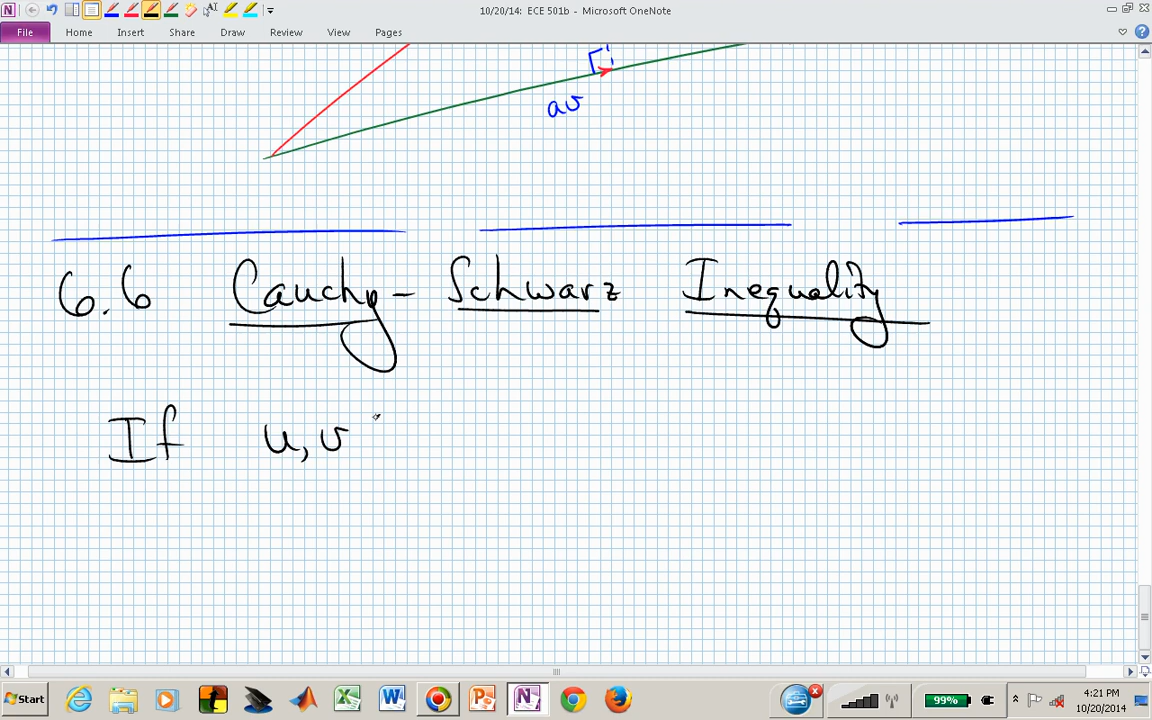 10/20/14: ECE 501b - Microsoft OneNote
File Home Insert Share Draw Review View Pages
av
6.6 Cauchy - Schwarz Inequality
If u, v
Start 99% 4:21 PM
10/20/2014